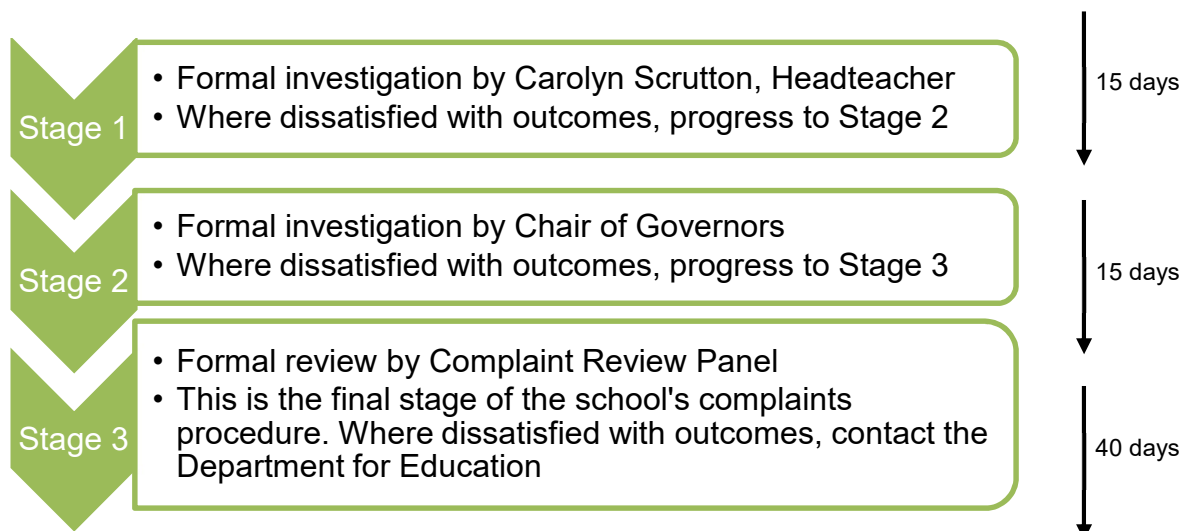 Stage 1
• Formal investigation by Carolyn Scrutton, Headteacher
• Where dissatisfied with outcomes, progress to Stage 2
15 days
Stage 2
• Formal investigation by Chair of Governors
• Where dissatisfied with outcomes, progress to Stage 3
15 days
Stage 3
• Formal review by Complaint Review Panel
• This is the final stage of the school's complaints
procedure. Where dissatisfied with outcomes, contact the
Department for Education
40 days